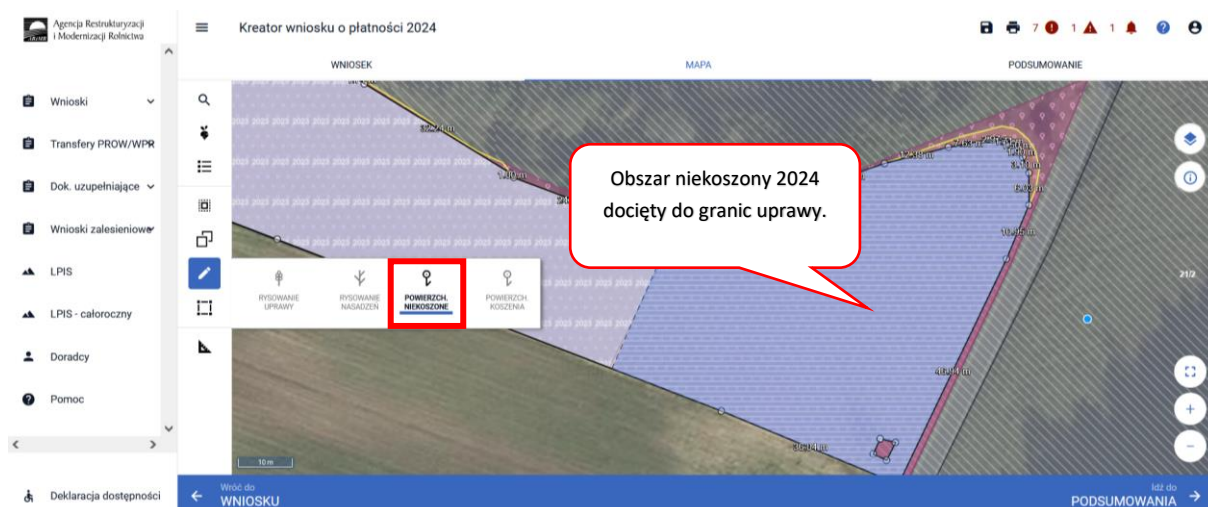 Agencja Restrukturyzacji
i Modernizacji Rolnictwa
Kreator wniosku o płatności 2024
7
1
1
WNIOSEK
MAPA
PODSUMOWANIE
Wnioski
Transfery PROW/WPR
Dok. uzupełniające
Wnioski zalesieniowe
LPIS
LPIS - całoroczny
Doradcy
Pomoc
Deklaracja dostępności
Obszar niekoszony 2024
docięty do granic uprawy.
RYSOWANIE
UPRAWY
RYSOWANIE
NASADZEŃ
POWIERZCH.
NIEKOSZONE
POWIERZCH.
KOSZENIA
21/2
10 m
Wróć do
WNIOSKU
Idź do
PODSUMOWANIA